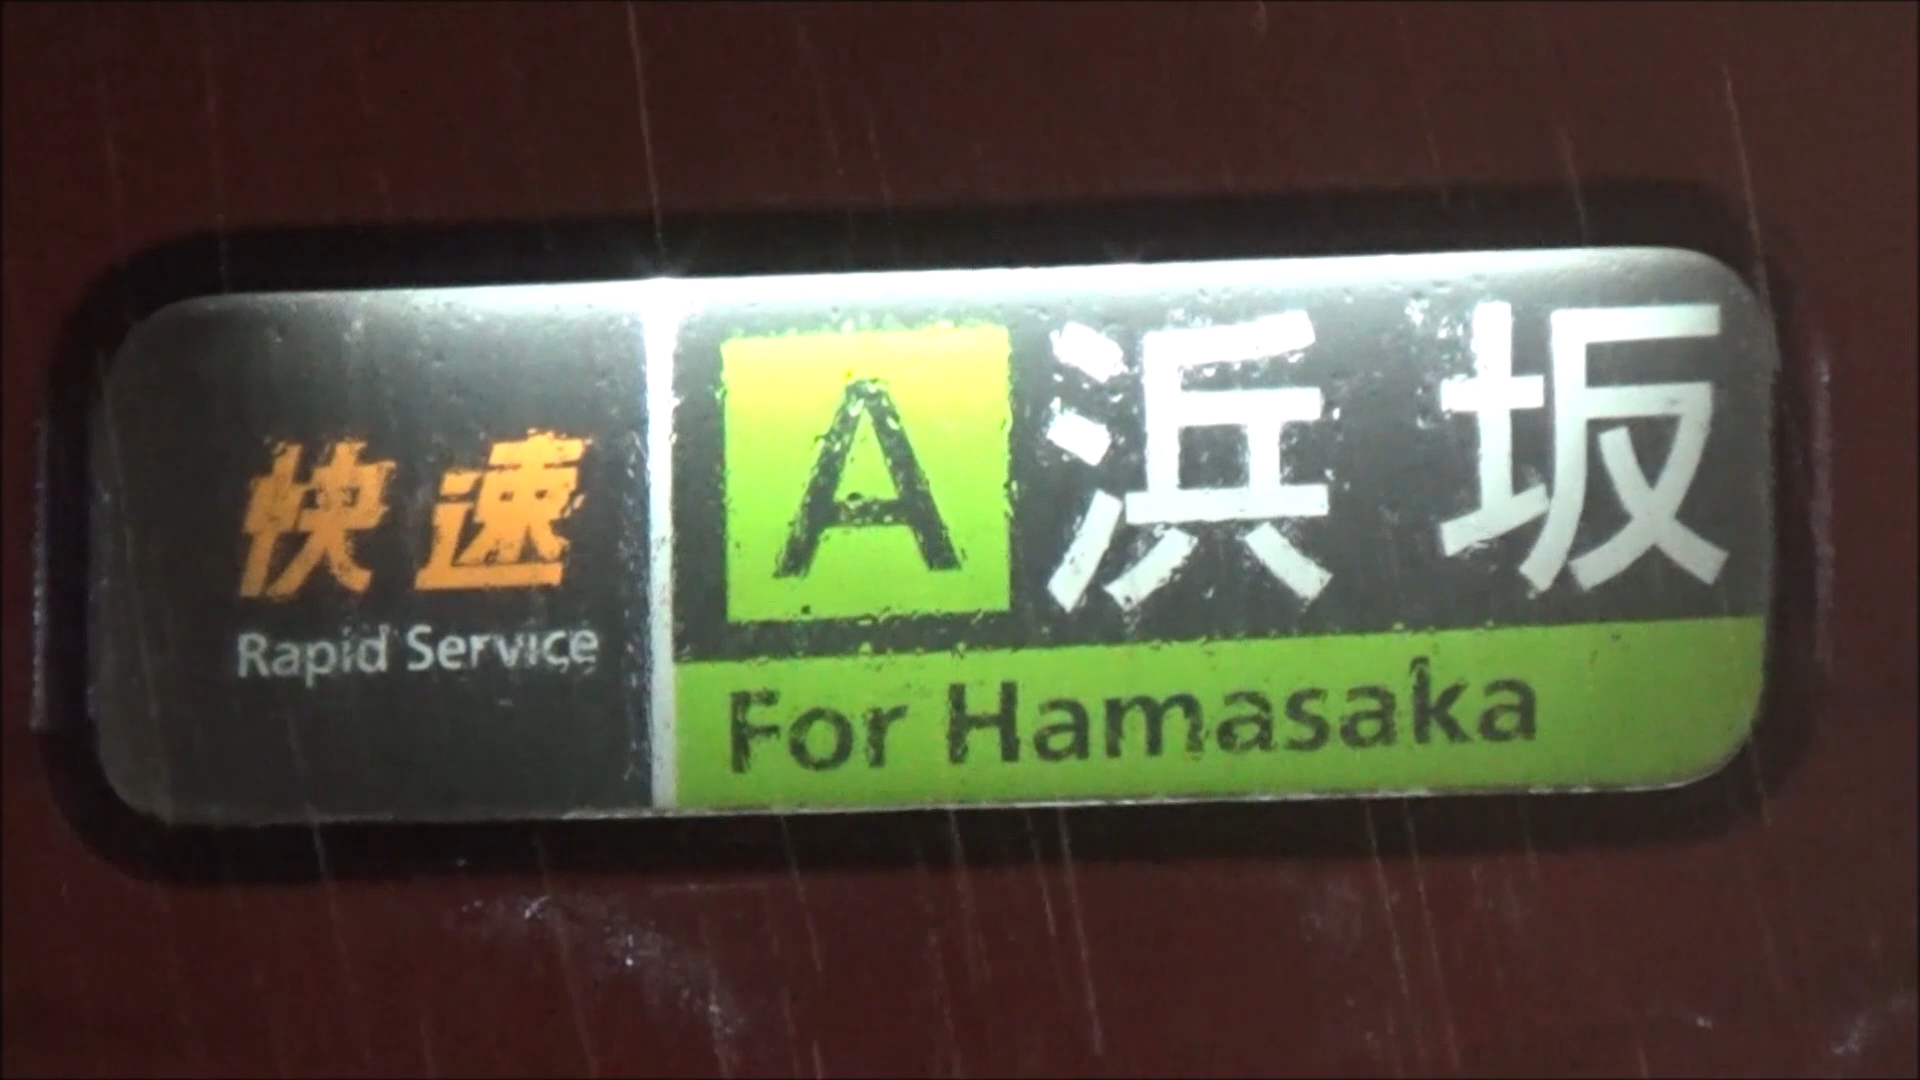 快速
Rapid Service
A 浜坂
For Hamasaka